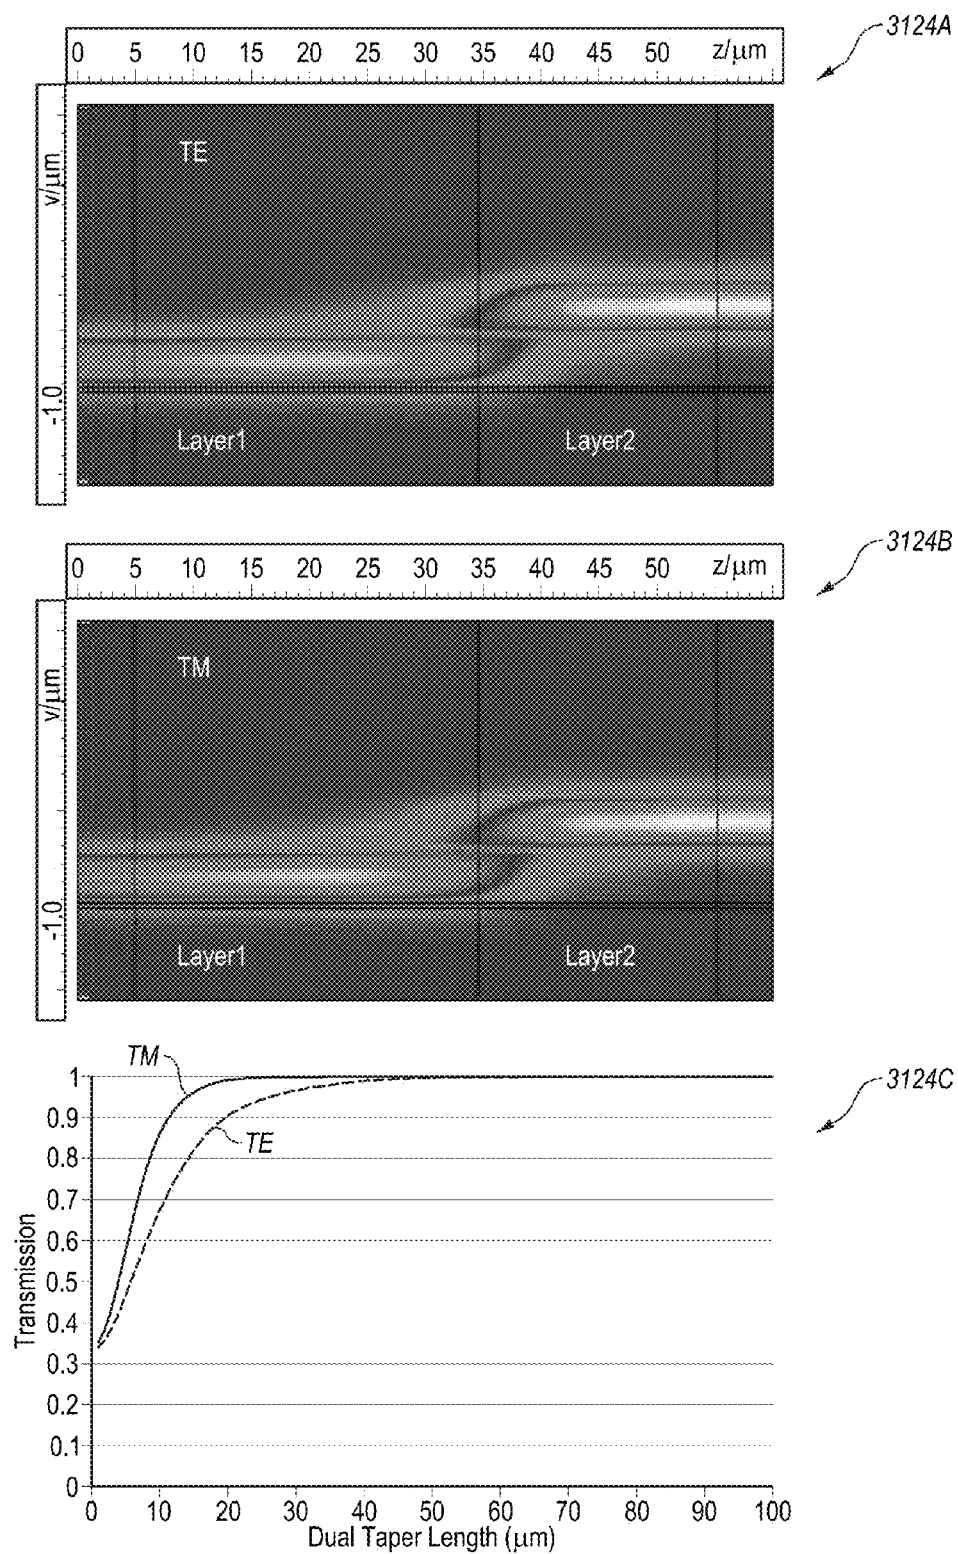 3124A
0 5 10 15 20 25 30 35 40 45 50 z/μm
v/μm
TE
-1.0
Layer1 Layer2
3124B
0 5 10 15 20 25 30 35 40 45 50 z/μm
v/μm
TM
-1.0
Layer1 Layer2
TM
3124C
1
0.9
TE
0.8
0.7
0.6
0.5
0.4
0.3
0.2
0.1
0
Transmission
0 10 20 30 40 50 60 70 80 90 100
Dual Taper Length (μm)